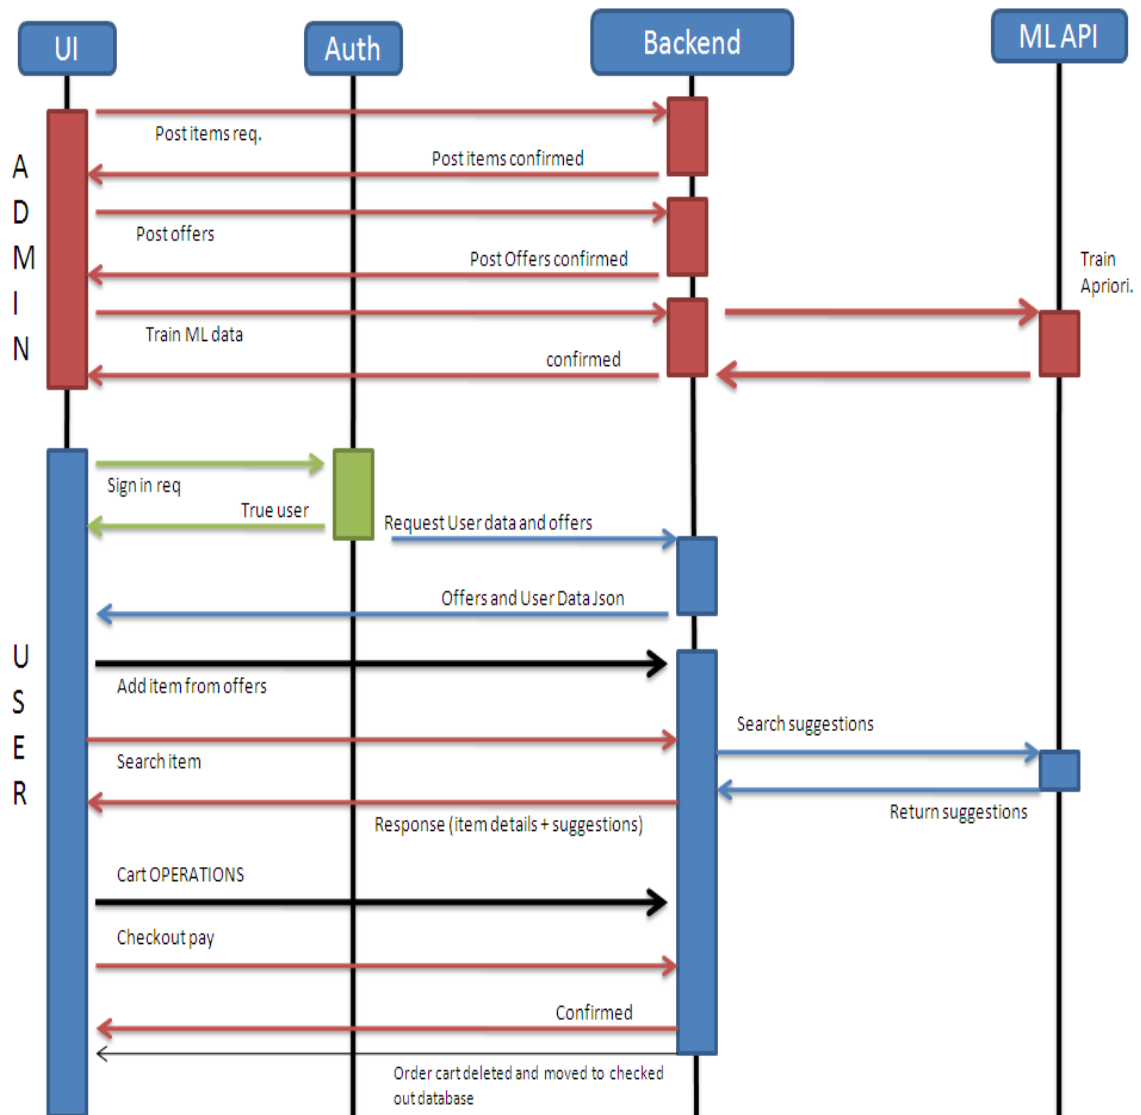 UI
Auth
Backend
ML API
ADMIN
Post items req.
Post items confirmed
Post offers
Post Offers confirmed
Train
Apriori.
Train ML data
confirmed
Sign in req
True user
Request User data and offers
Offers and User Data Json
USER
Add item from offers
Search suggestions
Search item
Return suggestions
Response (item details + suggestions)
Cart OPERATIONS
Checkout pay
Confirmed
Order cart deleted and moved to checked
out database